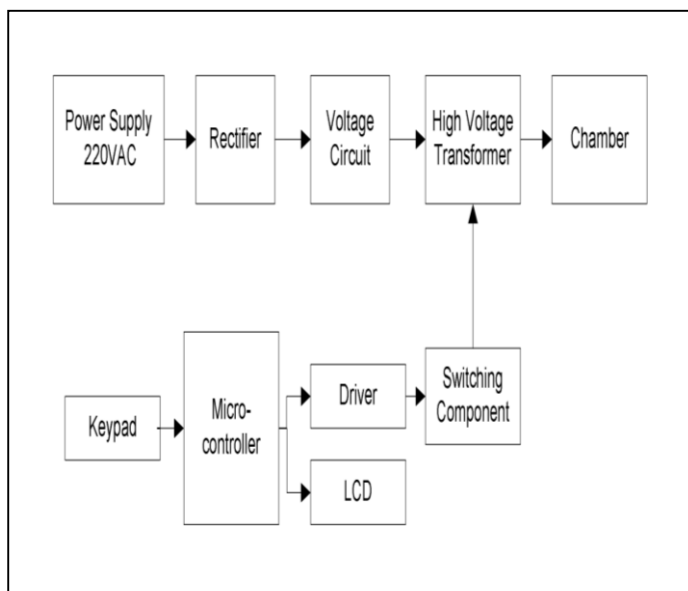 Power Supply
220VAC
Rectifier
Voltage
Circuit
High Voltage
Transformer
Chamber
Keypad
Micro-
controller
Driver
LCD
Switching
Component